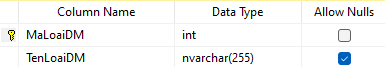 Column Name Data Type Allow Nulls
MaLoaiDM int
TenLoaiDM nvarchar(255)